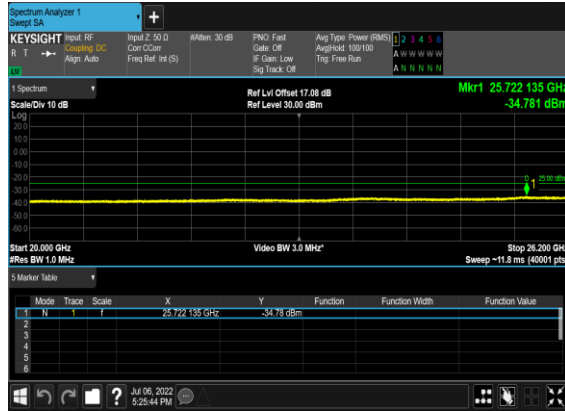 Spectrum Analyzer 1
Swept SA
+
KEYSIGHT Input: RF Input Z: 50 Ω #Atten: 30 dB PNO: Fast Avg Type: Power (RMS) 1 2 3 4 5 6
R T Coupling: DC Corr CCorr Gate: Off Avg|Hold: 100/100 A W W W W W
Align: Auto Freq Ref: Int (S) IF Gain: Low Trig: Free Run
Sig Track: Off A N N N N N
1 Spectrum Ref Lvl Offset 17.08 dB Mkr1 25.722 135 GHz
Scale/Div 10 dB Ref Level 30.00 dBm -34.781 dBm
Log
20.0
10.0
0.00
-10.0
-20.0
1 25.00 dBm
-30.0
-40.0
-50.0
-60.0
Start 20.000 GHz Video BW 3.0 MHz* Stop 26.200 GHz
#Res BW 1.0 MHz Sweep ~11.8 ms (40001 pts)
5 Marker Table
Mode Trace Scale X Y Function Function Width Function Value
1 N 1 f 25.722 135 GHz -34.78 dBm
2
3
4
5
6
? Jul 06, 2022
5:25:44 PM